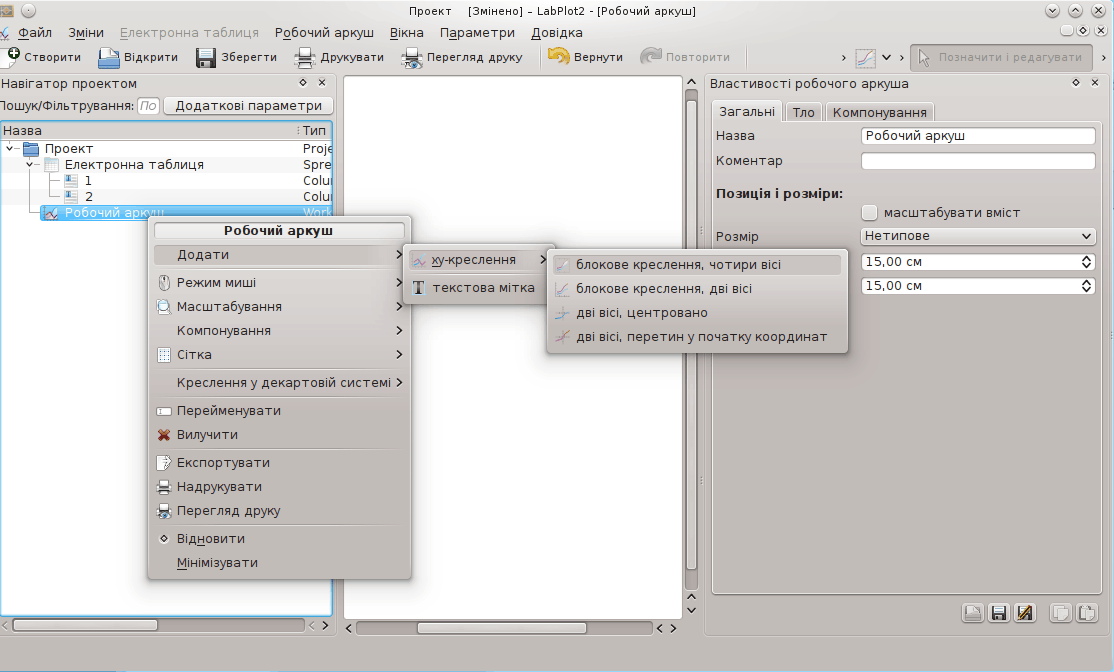 Проект    [Змінено] – LabPlot2 - [Робочий аркуш]
Файл Зміни Електронна таблиця Робочий аркуш Вікна Параметри Довідка
Створити Відкрити Зберегти Друкувати Перегляд друку Вернути Повторити Позначити і редагувати
Навігатор проектом
Пошук/Фільтрування: По Додаткові параметри
Назва Тип
Проект Proje
Електронна таблиця Spre
1 Colu
2 Colu
Робочий аркуш Work
Робочий аркуш
Додати
Режим миші
Масштабування
Компонування
Сітка
Креслення у декартовій системі
Перейменувати
Вилучити
Експортувати
Надрукувати
Перегляд друку
Відновити
Мінімізувати
xy-креслення
текстова мітка
блокове креслення, чотири вісі
блокове креслення, дві вісі
дві вісі, центровано
дві вісі, перетин у початку координат
Властивості робочого аркуша
Загальні Тло Компонування
Назва Робочий аркуш
Коментар
Позиція і розміри:
масштабувати вміст
Розмір Нетипове
15,00 см
15,00 см